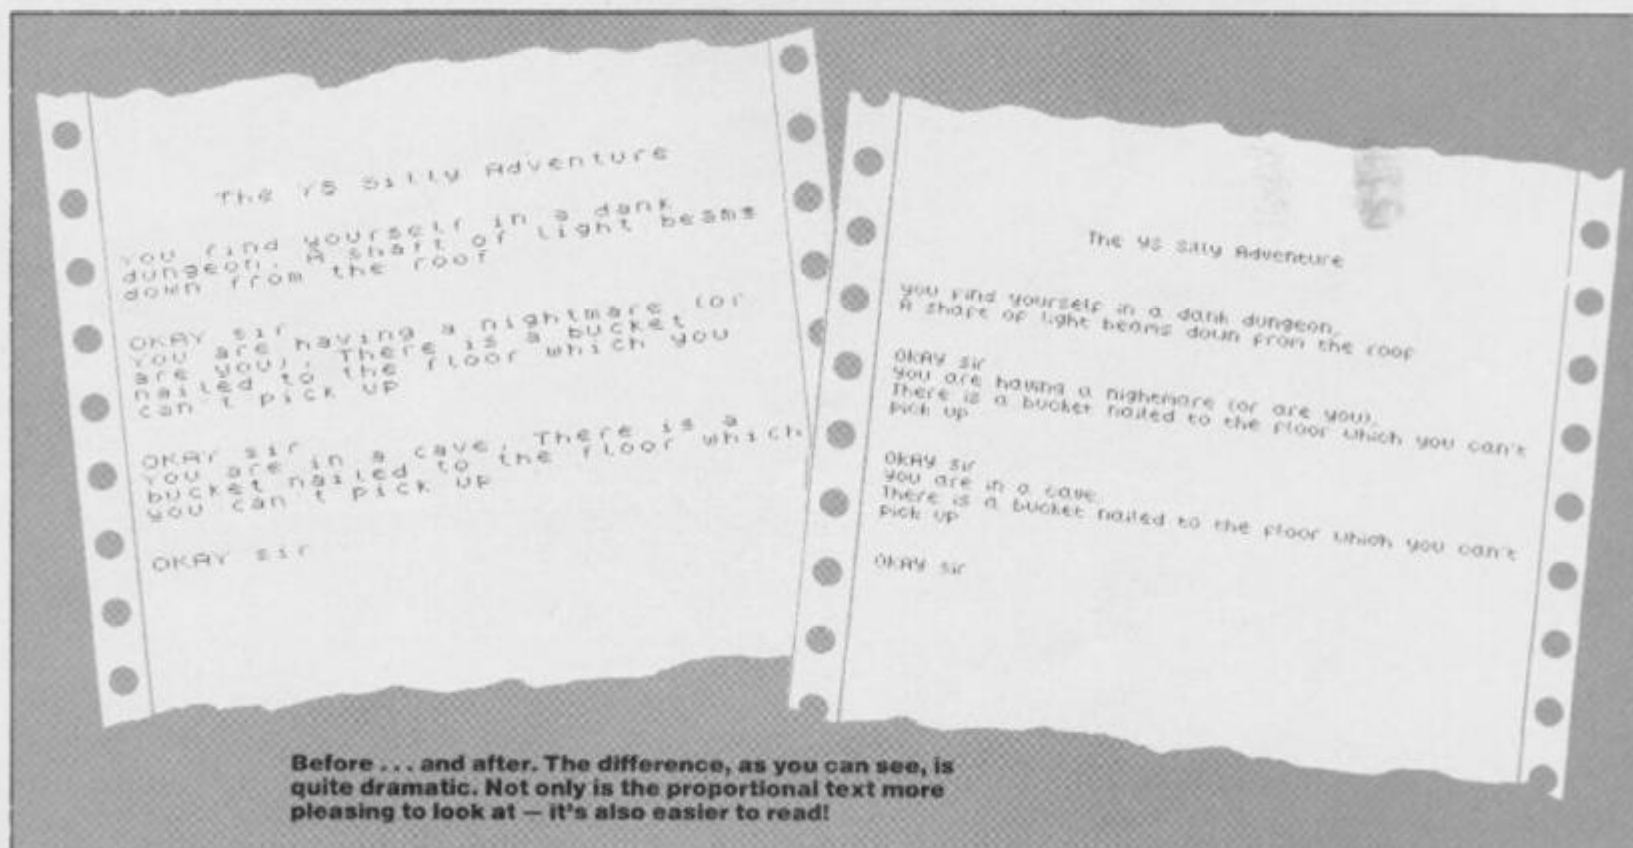 The YS Silly Adventure
You find yourself in a dank
dungeon. A shaft of light beams
down from the roof
OKAY sir
You are having a nightmare (or
are you). There is a bucket
nailed to the floor which you
can't pick up
OKAY sir
You are in a cave. There is a
bucket nailed to the floor which
you can't pick up
OKAY sir
The YS Silly Adventure
You find yourself in a dank dungeon.
A shaft of light beams down from the roof
OKAY sir
You are having a nightmare (or are you).
There is a bucket nailed to the floor which you can't
pick up
OKAY sir
You are in a cave.
There is a bucket nailed to the floor which you can't
pick up
OKAY sir
Before . . . and after. The difference, as you can see, is
quite dramatic. Not only is the proportional text more
pleasing to look at — it's also easier to read!